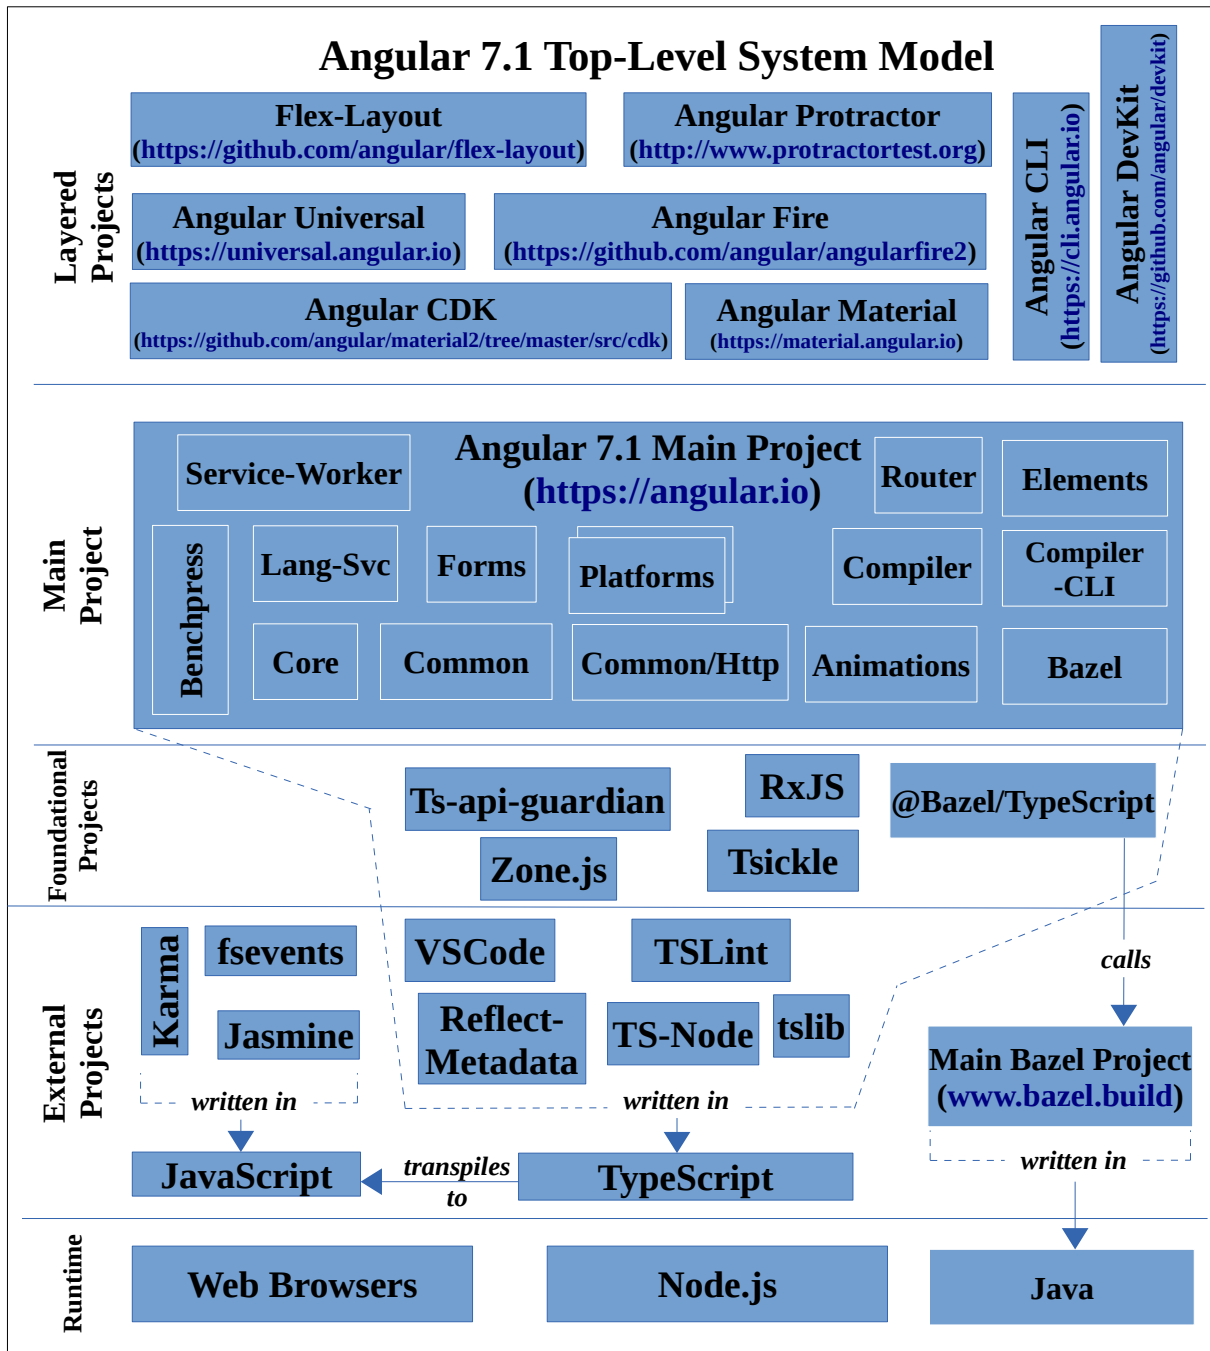 Angular 7.1 Top-Level System Model
Layered
Projects
Flex-Layout
(https://github.com/angular/flex-layout)
Angular Protractor
(http://www.protractortest.org)
Angular CLI
(https://cli.angular.io)
Angular DevKit
(https://github.com/angular/devkit)
Angular Universal
(https://universal.angular.io)
Angular Fire
(https://github.com/angular/angularfire2)
Angular CDK
(https://github.com/angular/material2/tree/master/src/cdk)
Angular Material
(https://material.angular.io)
Main
Project
Angular 7.1 Main Project
(https://angular.io)
Service-Worker
Router
Elements
Benchpress
Lang-Svc
Forms
Platforms
Compiler
Compiler
-CLI
Core
Common
Common/Http
Animations
Bazel
Foundational
Projects
Ts-api-guardian
RxJS
@Bazel/TypeScript
Zone.js
Tsickle
External
Projects
Karma
fsevents
VSCode
TSLint
calls
Jasmine
Reflect-
Metadata
TS-Node
tslib
Main Bazel Project
(www.bazel.build)
written in
written in
written in
JavaScript
transpiles
to
TypeScript
Runtime
Web Browsers
Node.js
Java